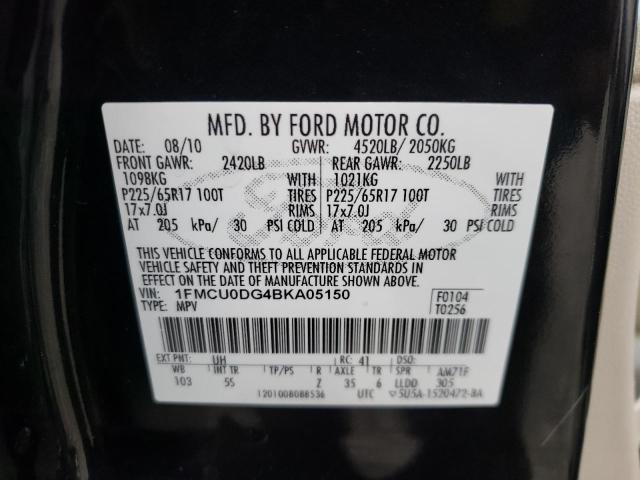 MFD. BY FORD MOTOR CO.
DATE: 08/10 GVWR: 4520LB/ 2050KG
FRONT GAWR: 2420LB REAR GAWR: 2250LB
1098KG WITH 1021KG WITH
P225/65R17 100T TIRES P225/65R17 100T TIRES
17x7.0J RIMS 17x7.0J RIMS
AT 205 kPa/ 30 PSI COLD AT 205 kPa/ 30 PSI COLD
THIS VEHICLE CONFORMS TO ALL APPLICABLE FEDERAL MOTOR
VEHICLE SAFETY AND THEFT PREVENTION STANDARDS IN
EFFECT ON THE DATE OF MANUFACTURE SHOWN ABOVE.
VIN: 1FMCU0DG4BKA05150 F0104
TYPE: MPV T0256
EXT PNT: UH RC: 41 DSO:
WB INT TR TP/PS R AXLE TR SPR AM71F
103 5S Z 35 6 LLDD 305
12010080B8536 UTC 5U5A-1520472-BA